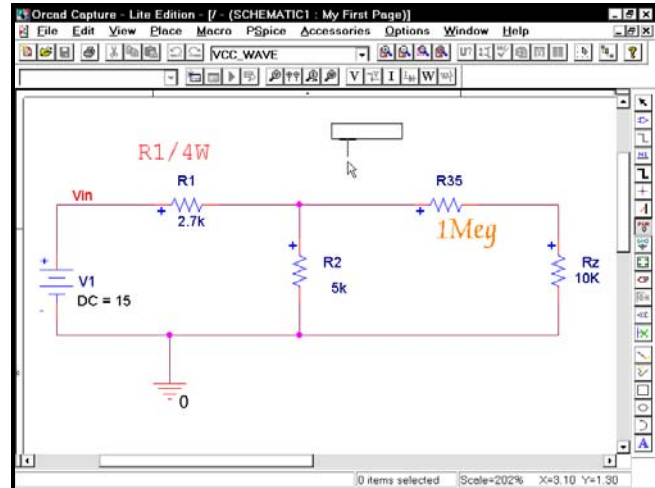 Orcad Capture - Lite Edition - [/ - (SCHEMATIC1 : My First Page)]
File Edit View Place Macro PSpice Accessories Options Window Help
VCC_WAVE
V I W
R1/4W
R1
R35
Vin
2.7k
1Meg
R2
Rz
V1
5k
10K
DC = 15
0
0 items selected Scale=202% X=3.10 Y=1.30